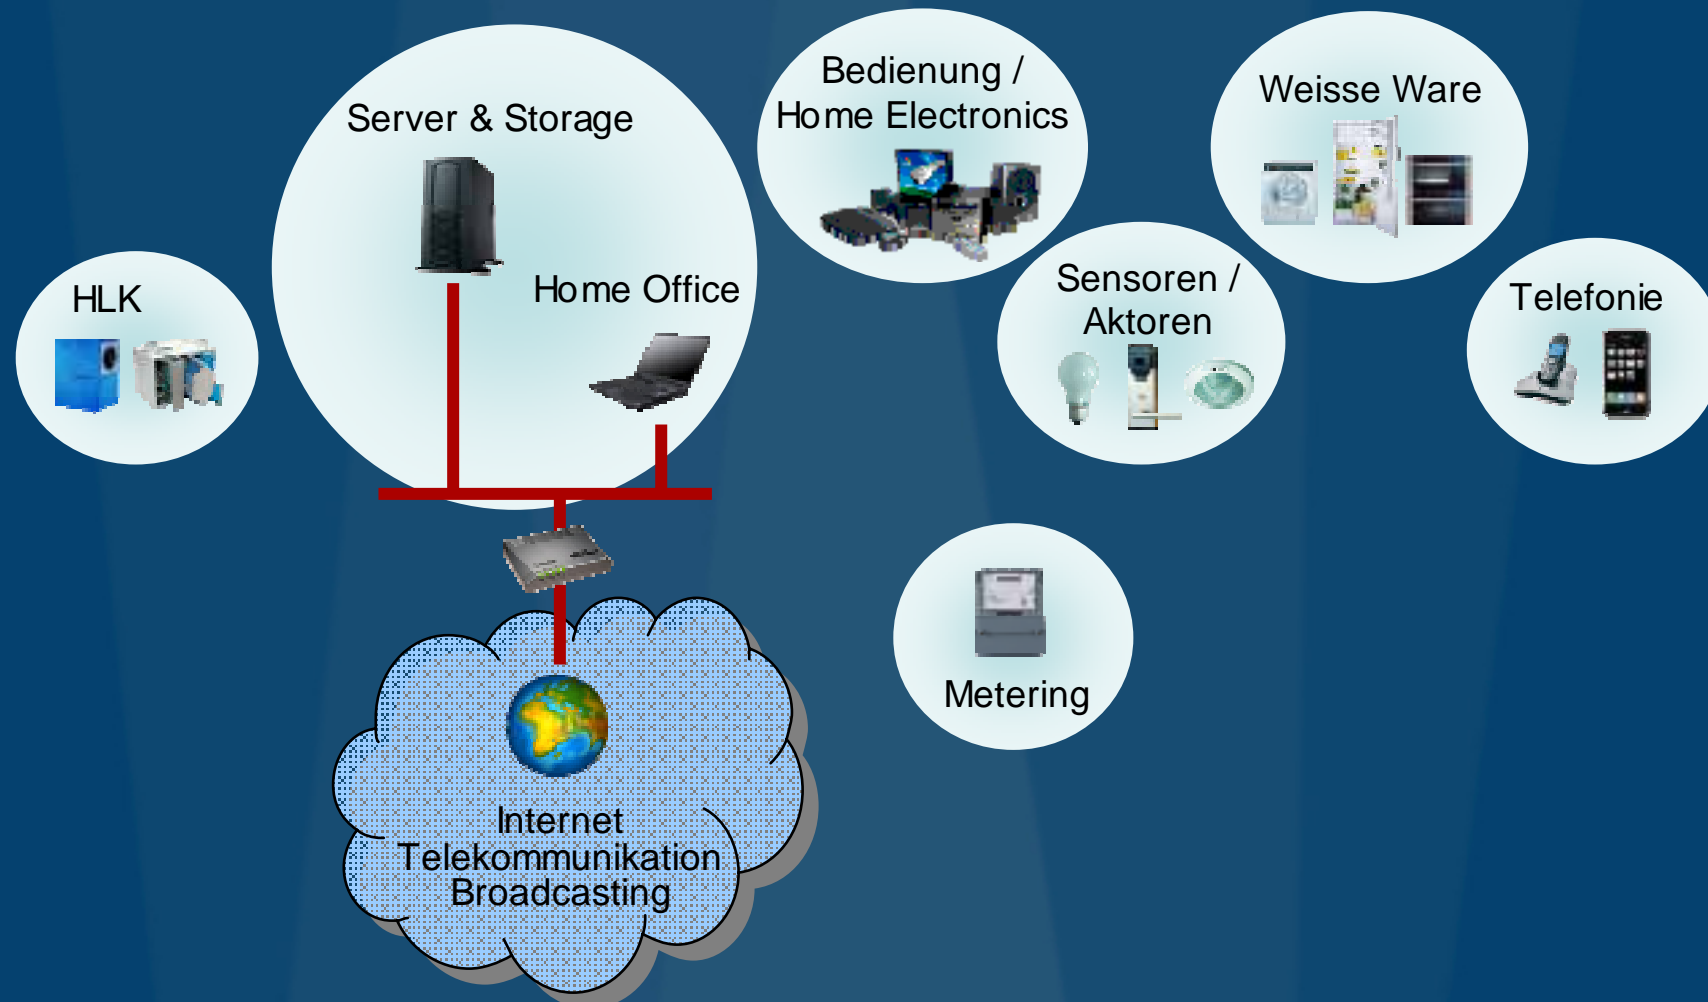 Bedienung /
Home Electronics
Weisse Ware
Server & Storage
Sensoren /
Aktoren
Home Office
HLK
Telefonie
Metering
Internet
Telekommunikation
Broadcasting